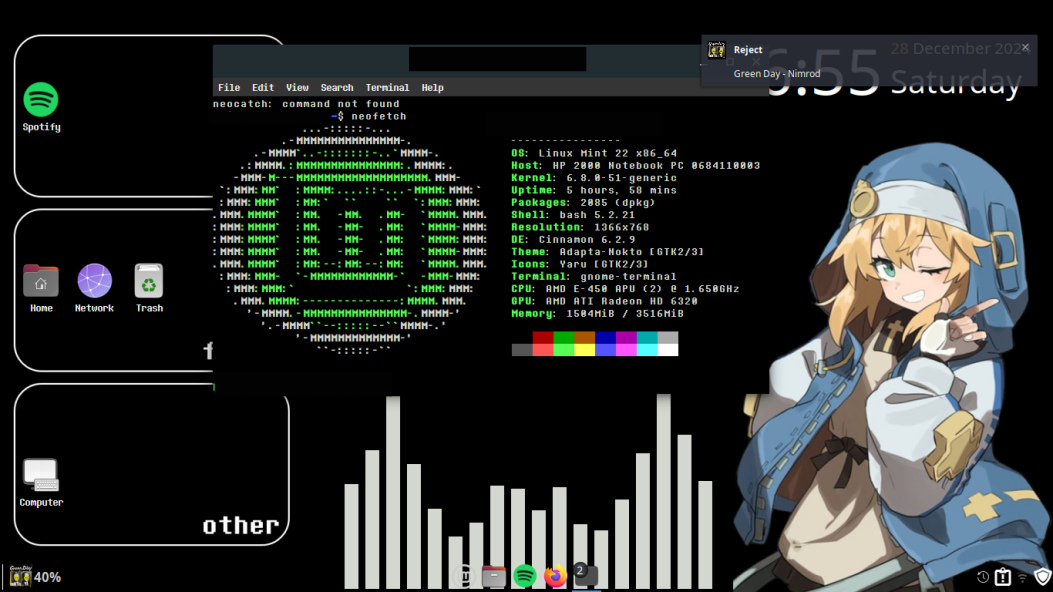 Spotify
Home
Network
Trash
Computer
other
File Edit View Search Terminal Help
neocatch: command not found
~$ neofetch
OS: Linux Mint 22 x86_64
Host: HP 2000 Notebook PC 0684110003
Kernel: 6.8.0-51-generic
Uptime: 5 hours, 58 mins
Packages: 2085 (dpkg)
Shell: bash 5.2.21
Resolution: 1366x768
DE: Cinnamon 6.2.9
Theme: Adapta-Nokto [GTK2/3]
Icons: Yaru [GTK2/3]
Terminal: gnome-terminal
CPU: AMD E-450 APU (2) @ 1.650GHz
GPU: AMD ATI Radeon HD 6320
Memory: 1504MiB / 3516MiB
Reject
Green Day - Nimrod
6:55
28 December 2024
Saturday
40%
2